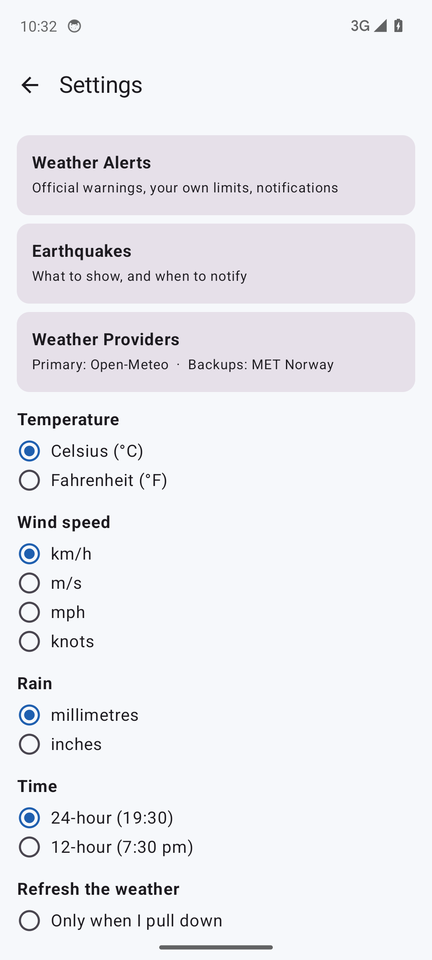 10:32
3G
Settings
Weather Alerts
Official warnings, your own limits, notifications
Earthquakes
What to show, and when to notify
Weather Providers
Primary: Open-Meteo · Backups: MET Norway
Temperature
Celsius (°C)
Fahrenheit (°F)
Wind speed
km/h
m/s
mph
knots
Rain
millimetres
inches
Time
24-hour (19:30)
12-hour (7:30 pm)
Refresh the weather
Only when I pull down